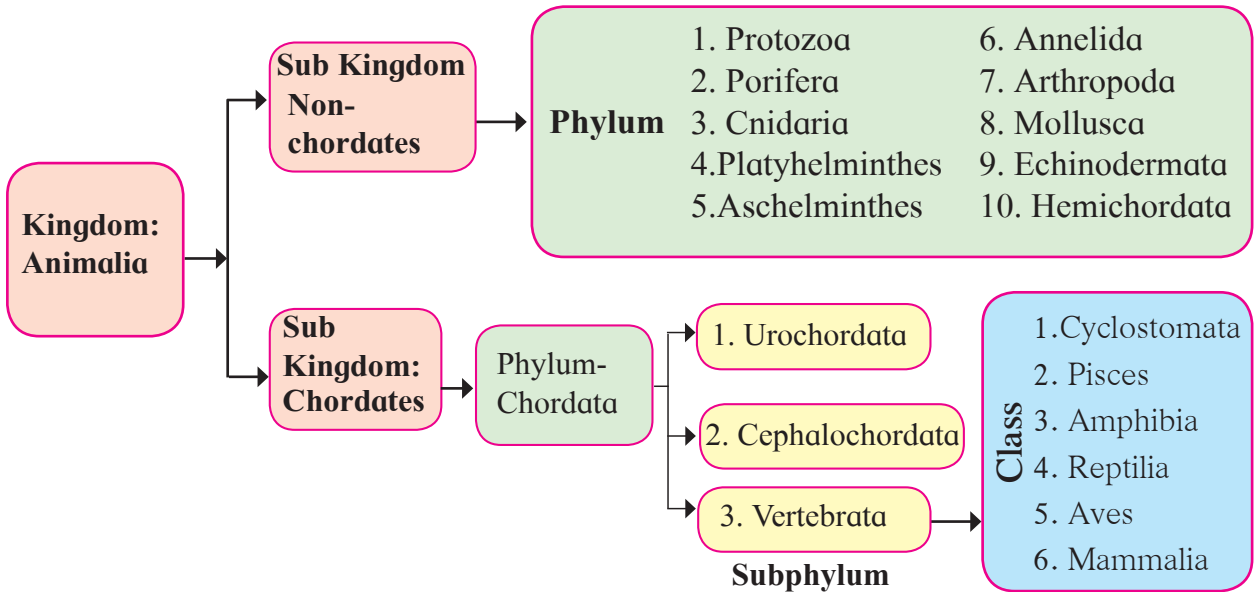 Kingdom:
Animalia
Sub Kingdom
Non-
chordates
Phylum
1. Protozoa
2. Porifera
3. Cnidaria
4.Platyhelminthes
5.Aschelminthes
6. Annelida
7. Arthropoda
8. Mollusca
9. Echinodermata
10. Hemichordata
Sub
Kingdom:
Chordates
Phylum-
Chordata
1. Urochordata
2. Cephalochordata
3. Vertebrata
Subphylum
Class
1.Cyclostomata
2. Pisces
3. Amphibia
4. Reptilia
5. Aves
6. Mammalia